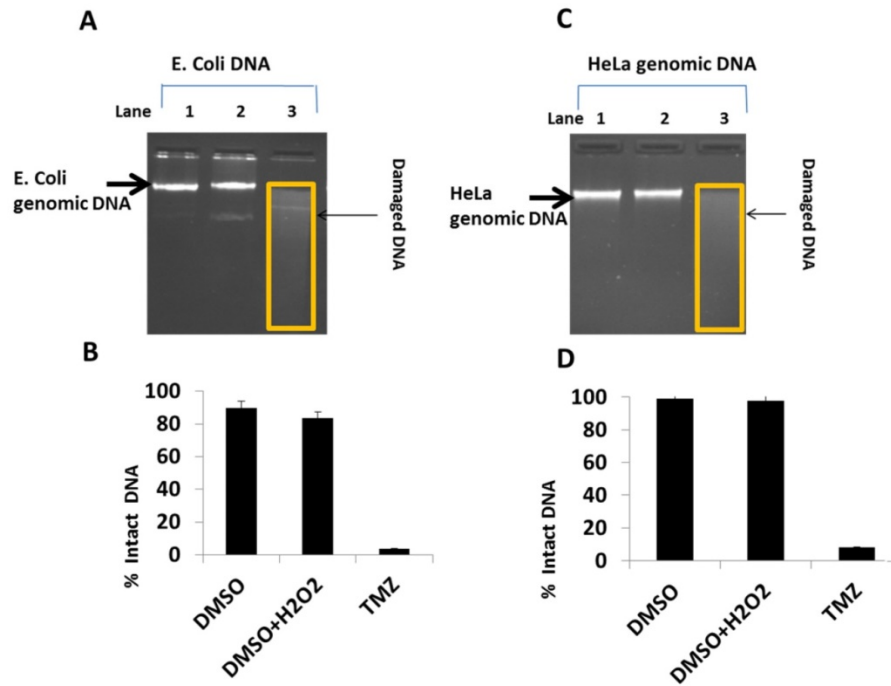 A
E. Coli DNA
Lane 1 2 3
E. Coli
genomic DNA
Damaged DNA
B
100
80
60
40
20
0
% Intact DNA
DMSO
DMSO+H2O2
TMZ
C
HeLa genomic DNA
Lane 1 2 3
HeLa
genomic DNA
Damaged DNA
D
100
80
60
40
20
0
% Intact DNA
DMSO
DMSO+H2O2
TMZ